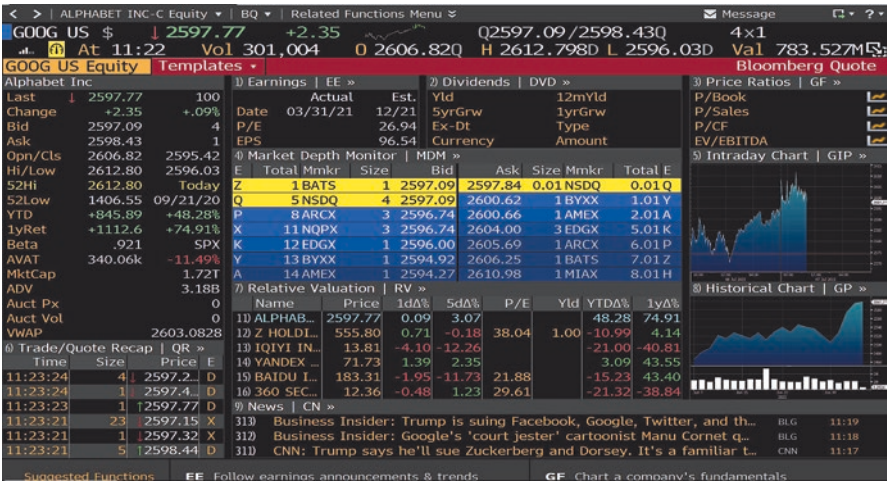 < > | ALPHABET INC-C Equity ▾ | BQ ▾ | Related Functions Menu Message ?
GOOG US $ ↓ 2597.77 +2.35 Q2597.09/2598.43Q 4×1
At 11:22 Vol 301,004 O 2606.82Q H 2612.798D L 2596.03D Val 783.527M
GOOG US Equity Templates Bloomberg Quote
Alphabet Inc
Last ↓ 2597.77 100
Change +2.35 +.09%
Bid 2597.09 4
Ask 2598.43 1
Opn/Cls 2606.82 2595.42
Hi/Low 2612.80 2596.03
52Hi 2612.80 Today
52Low 1406.55 09/21/20
YTD +845.89 +48.28%
1yRet +1112.6 +74.91%
Beta .921 SPX
AVAT 340.06k -11.49%
MktCap 1.72T
ADV 3.18B
Auct Px 0
Auct Vol 0
VWAP 2603.0828
6) Trade/Quote Recap | QR »
Time Size Price E
11:23:24 4↓ 2597.2... D
11:23:24 1↓ 2597.4... D
11:23:23 1 ↑2597.77 D
11:23:21 23 ↓2597.15 X
11:23:21 1 ↓2597.32 X
11:23:21 5 ↑2598.44 D
1) Earnings | EE »
Actual Est.
Date 03/31/21 12/21
P/E 26.94
EPS 96.54
2) Dividends | DVD »
Yld 12mYld
5yrGrw 1yrGrw
Ex-Dt Type
Currency Amount
3) Price Ratios | GF »
P/Book
P/Sales
P/CF
EV/EBITDA
4) Market Depth Monitor | MDM »
E Total Mmkr Size Bid Ask Size Mmkr Total E
Z 1 BATS 1 2597.09 2597.84 0.01 NSDQ 0.01 Q
Q 5 NSDQ 4 2597.09 2600.62 1 BYXX 1.01 Y
P 8 ARCX 3 2596.74 2600.66 1 AMEX 2.01 A
X 11 NQPX 3 2596.74 2604.00 3 EDGX 5.01 K
K 12 EDGX 1 2596.00 2605.69 1 ARCX 6.01 P
Y 13 BYXX 1 2594.92 2606.25 1 BATS 7.01 Z
A 14 AMEX 1 2594.27 2610.98 1 MIAX 8.01 H
5) Intraday Chart | GIP »
7) Relative Valuation | RV »
Name Price 1dΔ% 5dΔ% P/E Yld YTDΔ% 1yΔ%
11) ALPHAB... 2597.77 0.09 3.07 48.28 74.91
12) Z HOLDI... 555.80 0.71 -0.18 38.04 1.00 -10.99 4.14
13) IQIYI IN... 13.81 -4.10 -12.26 -21.00 -40.81
14) YANDEX ... 71.73 1.39 2.35 3.09 43.55
15) BAIDU I... 183.31 -1.95 -11.73 21.88 -15.23 43.40
16) 360 SEC... 12.36 -0.48 1.23 29.61 -21.32 -38.84
8) Historical Chart | GP »
9) News | CN »
313) Business Insider: Trump is suing Facebook, Google, Twitter, and th... BLG 11:19
312) Business Insider: Google's 'court jester' cartoonist Manu Cornet q... BLG 11:18
311) CNN: Trump says he'll sue Zuckerberg and Dorsey. It's a familiar t... CNN 11:17
Suggested Functions EE Follow earnings announcements & trends GF Chart a company's fundamentals